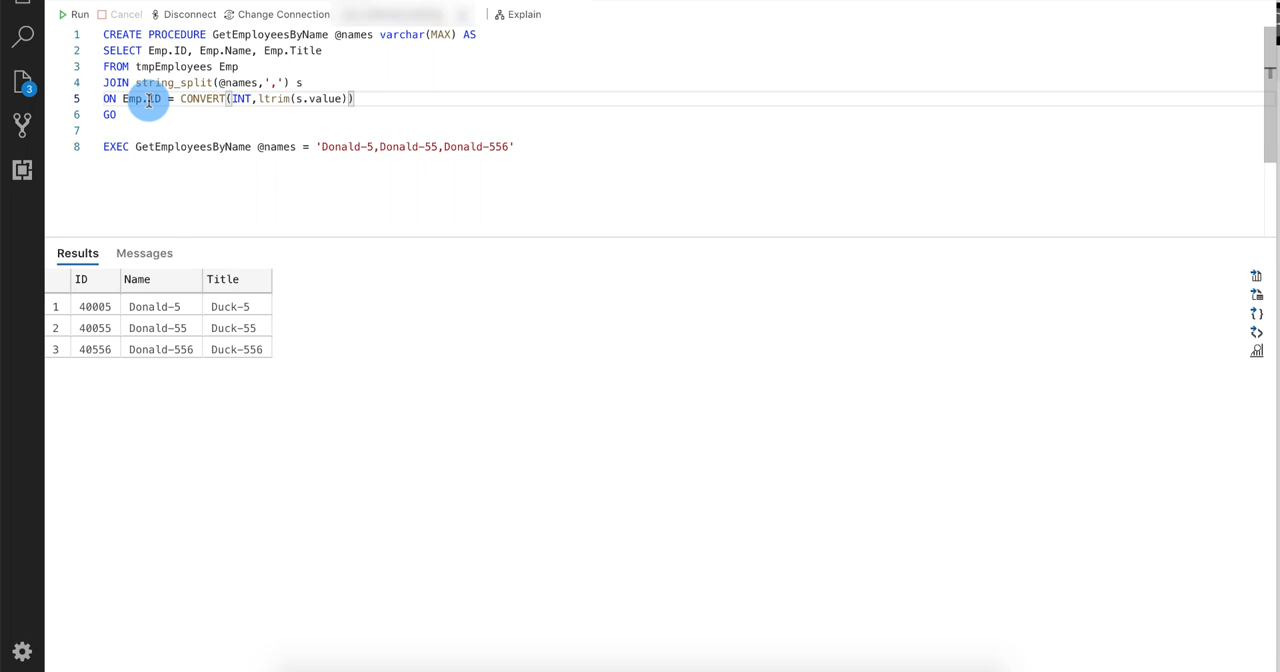 Run Cancel Disconnect Change Connection Explain
1 CREATE PROCEDURE GetEmployeesByName @names varchar(MAX) AS
2 SELECT Emp.ID, Emp.Name, Emp.Title
3 FROM tmpEmployees Emp
4 JOIN string_split(@names,',') s
5 ON Emp.ID = CONVERT(INT,ltrim(s.value))
6 GO
7
8 EXEC GetEmployeesByName @names = 'Donald-5,Donald-55,Donald-556'
3
Results Messages
ID Name Title
1 40005 Donald-5 Duck-5
2 40055 Donald-55 Duck-55
3 40556 Donald-556 Duck-556